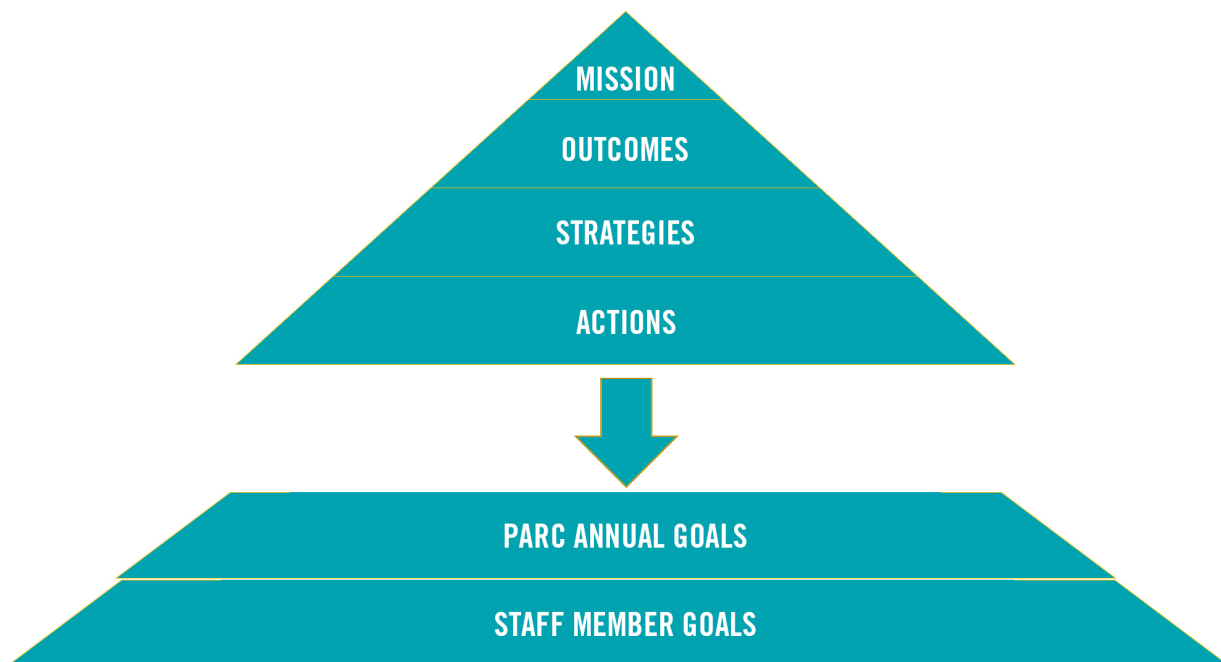 MISSION
OUTCOMES
STRATEGIES
ACTIONS
PARC ANNUAL GOALS
STAFF MEMBER GOALS